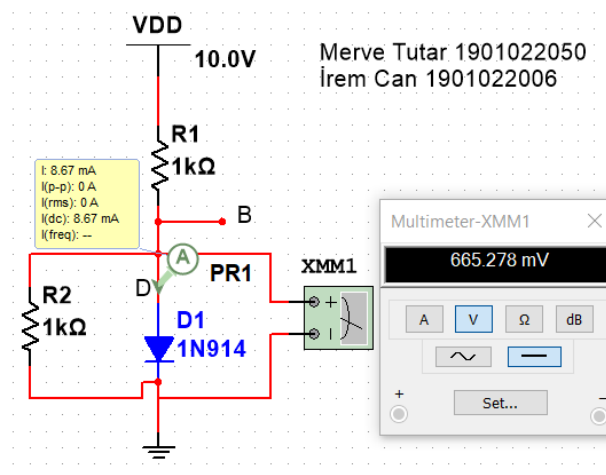 VDD
10.0V
Merve Tutar 1901022050
İrem Can 1901022006
R1
1kΩ
I: 8.67 mA
I(p-p): 0 A
I(rms): 0 A
I(dc): 8.67 mA
I(freq): --
B
A
PR1
D
R2
1kΩ
D1
1N914
XMM1
+
Multimeter-XMM1
665.278 mV
A
V
Ω
dB
+
Set...
−